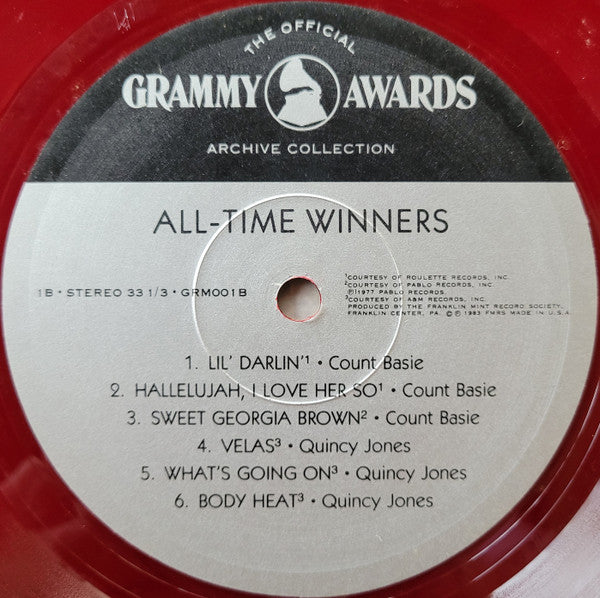 THE OFFICIAL
GRAMMY AWARDS
ARCHIVE COLLECTION
ALL-TIME WINNERS
1B • STEREO 33 1/3 • GRM001B
¹COURTESY OF ROULETTE RECORDS, INC.
²COURTESY OF PABLO RECORDS, INC.
℗1977 PABLO RECORDS.
³COURTESY OF A&M RECORDS, INC.
PRODUCED BY THE FRANKLIN MINT RECORD SOCIETY,
FRANKLIN CENTER, PA. © ℗ 1983 FMRS MADE IN U.S.A.
1. LIL' DARLIN'¹ • Count Basie
2. HALLELUJAH, I LOVE HER SO¹ • Count Basie
3. SWEET GEORGIA BROWN² • Count Basie
4. VELAS³ • Quincy Jones
5. WHAT'S GOING ON³ • Quincy Jones
6. BODY HEAT³ • Quincy Jones